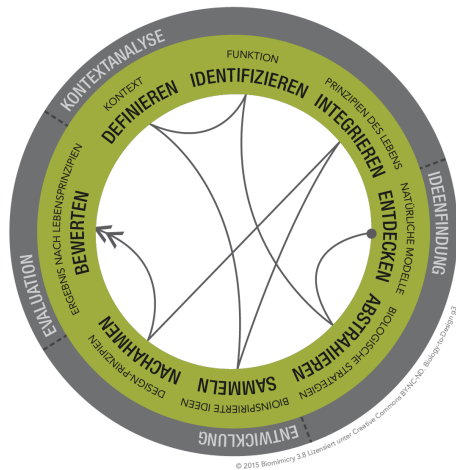 KONTEXTANALYSE
KONTEXT
DEFINIEREN
FUNKTION
IDENTIFIZIEREN
PRINZIPIEN DES LEBENS
INTEGRIEREN
IDEENFINDUNG
NATÜRLICHE MODELLE
ENTDECKEN
BIOLOGISCHE STRATEGIEN
ABSTRAHIEREN
ENTWICKLUNG
BIOINSPIRIERTE IDEEN
SAMMELN
DESIGN-PRINZIPIEN
NACHAHMEN
EVALUATION
ERGEBNIS NACH LEBENSPRINZIPIEN
BEWERTEN
© 2015 Biomimicry 3.8 Lizensiert unter Creative Commons BY-NC-ND. Biology-to-Design 93